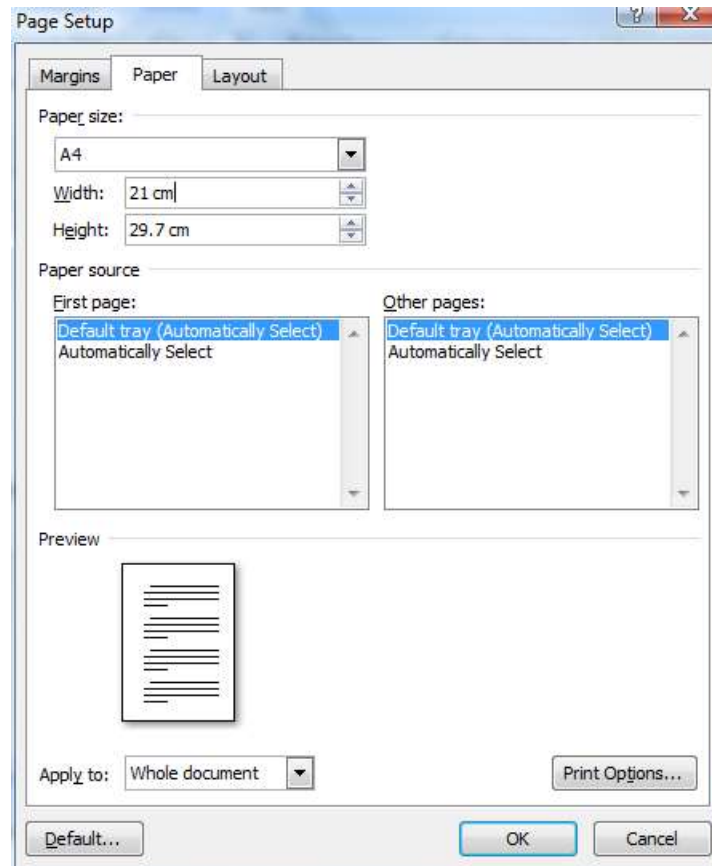 Page Setup
Margins Paper Layout
Paper size:
A4
Width: 21 cm
Height: 29.7 cm
Paper source
First page: Other pages:
Default tray (Automatically Select) Default tray (Automatically Select)
Automatically Select Automatically Select
Preview
Apply to: Whole document Print Options...
Default... OK Cancel